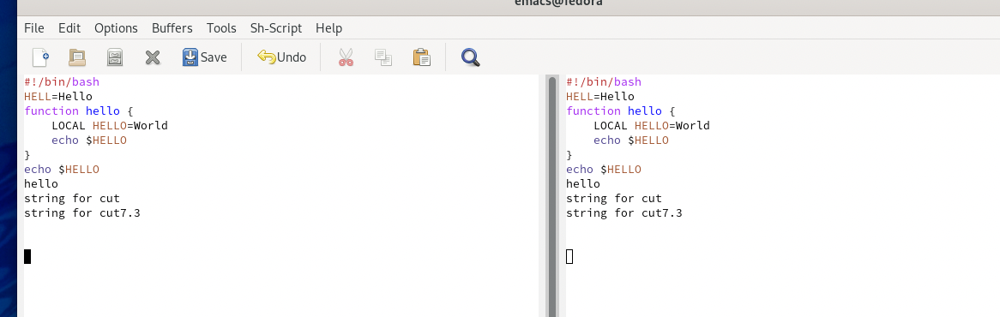 emacs@fedora
File Edit Options Buffers Tools Sh-Script Help
Save Undo
#!/bin/bash
HELL=Hello
function hello {
    LOCAL HELLO=World
    echo $HELLO
}
echo $HELLO
hello
string for cut
string for cut7.3
#!/bin/bash
HELL=Hello
function hello {
    LOCAL HELLO=World
    echo $HELLO
}
echo $HELLO
hello
string for cut
string for cut7.3